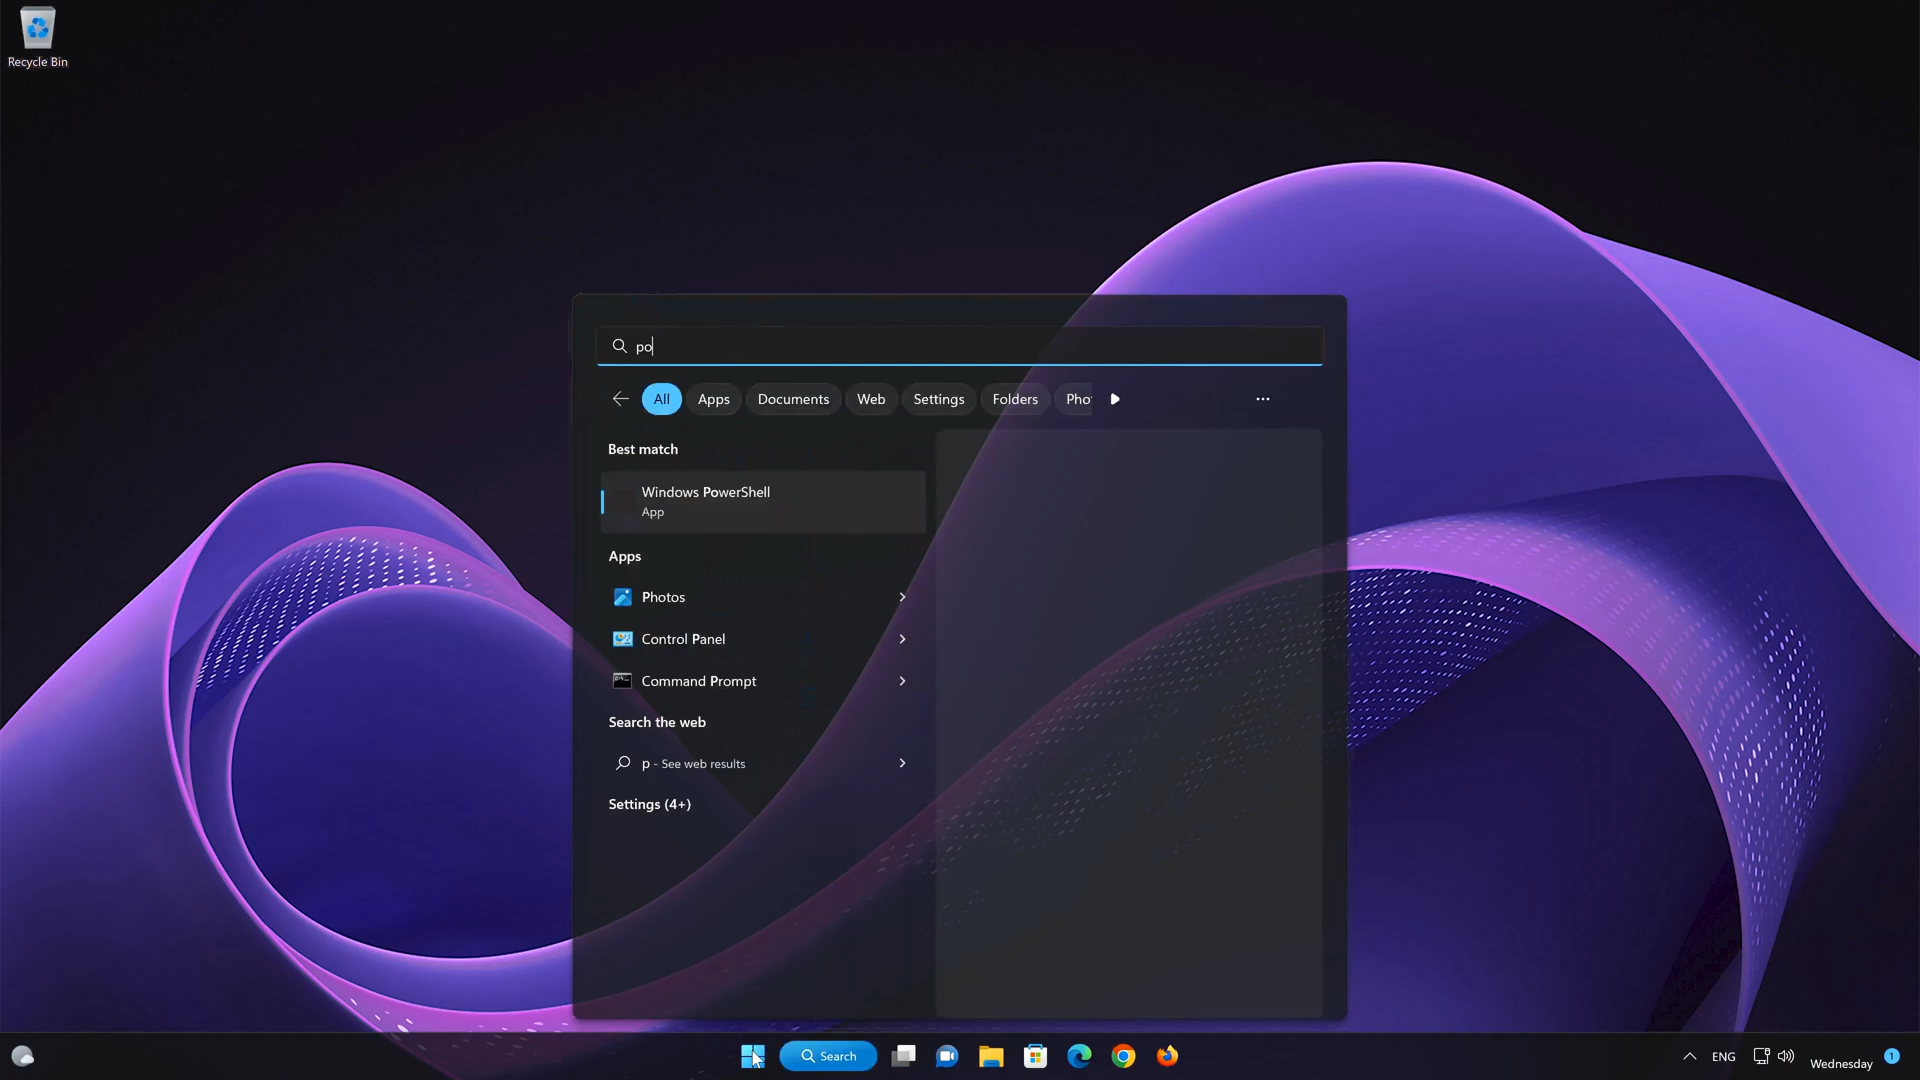 Recycle Bin
po
All Apps Documents Web Settings Folders Pho
Best match
Windows PowerShell
App
Apps
Photos
Control Panel
Command Prompt
Search the web
p - See web results
Settings (4+)
Search
ENG
Wednesday
1